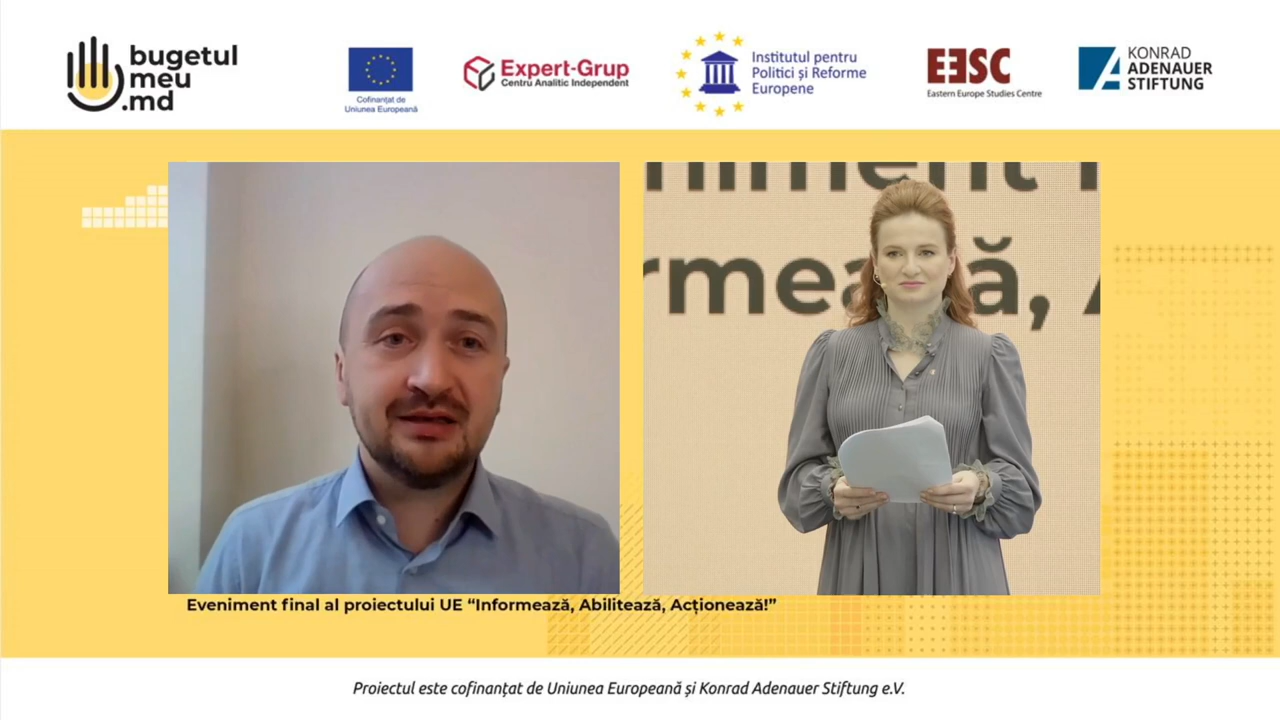 bugetul
meu
.md
Cofinanțat de
Uniunea Europeană
Expert-Grup
Centru Analitic Independent
Institutul pentru
Politici și Reforme
Europene
EESC
Eastern Europe Studies Centre
KONRAD
ADENAUER
STIFTUNG
rmează, A
Eveniment final al proiectului UE “Informează, Abilitează, Acționează!”
Proiectul este cofinanțat de Uniunea Europeană și Konrad Adenauer Stiftung e.V.